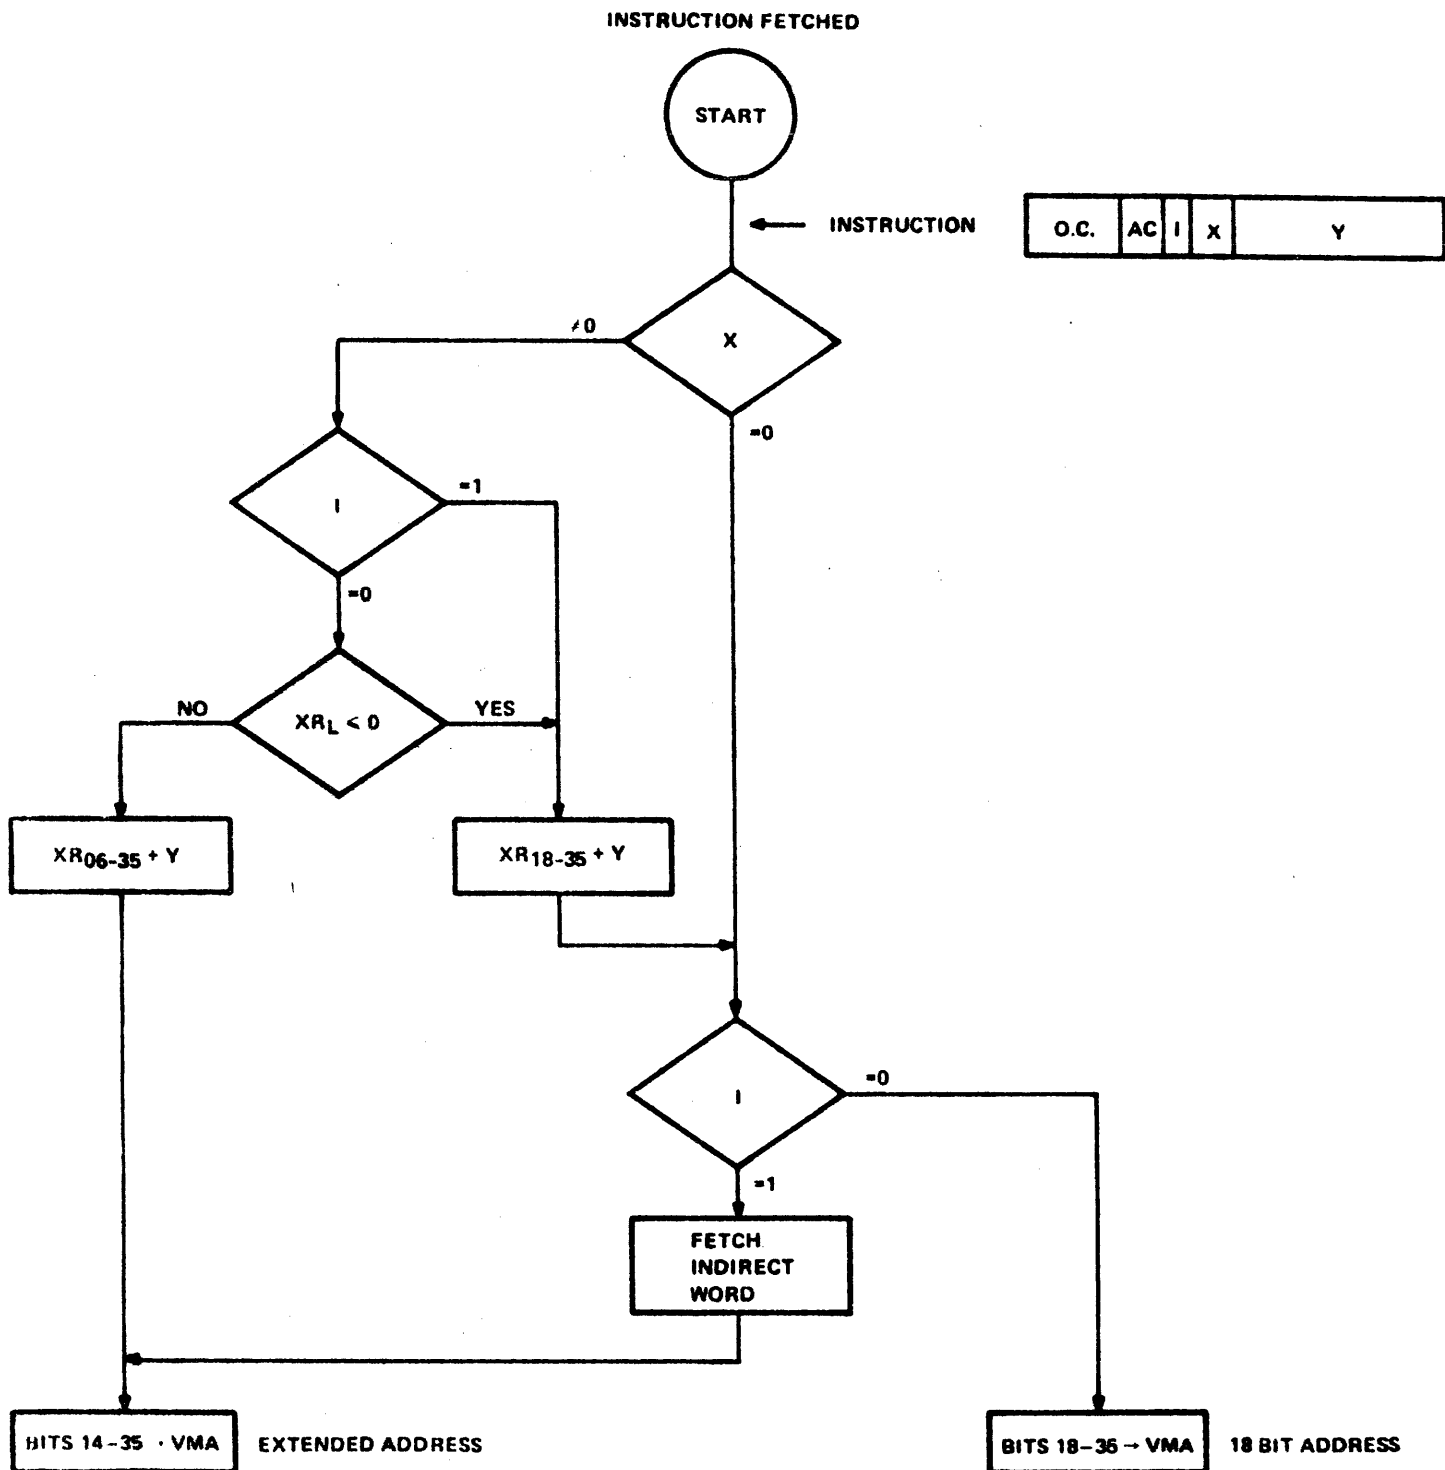 INSTRUCTION FETCHED
START
INSTRUCTION
O.C. AC I X Y
≠0
X
=0
I
=1
=0
NO
XRL < 0
YES
XR06-35 + Y
XR18-35 + Y
I
=0
=1
FETCH
INDIRECT
WORD
BITS 14-35 · VMA
EXTENDED ADDRESS
BITS 18-36 → VMA
18 BIT ADDRESS